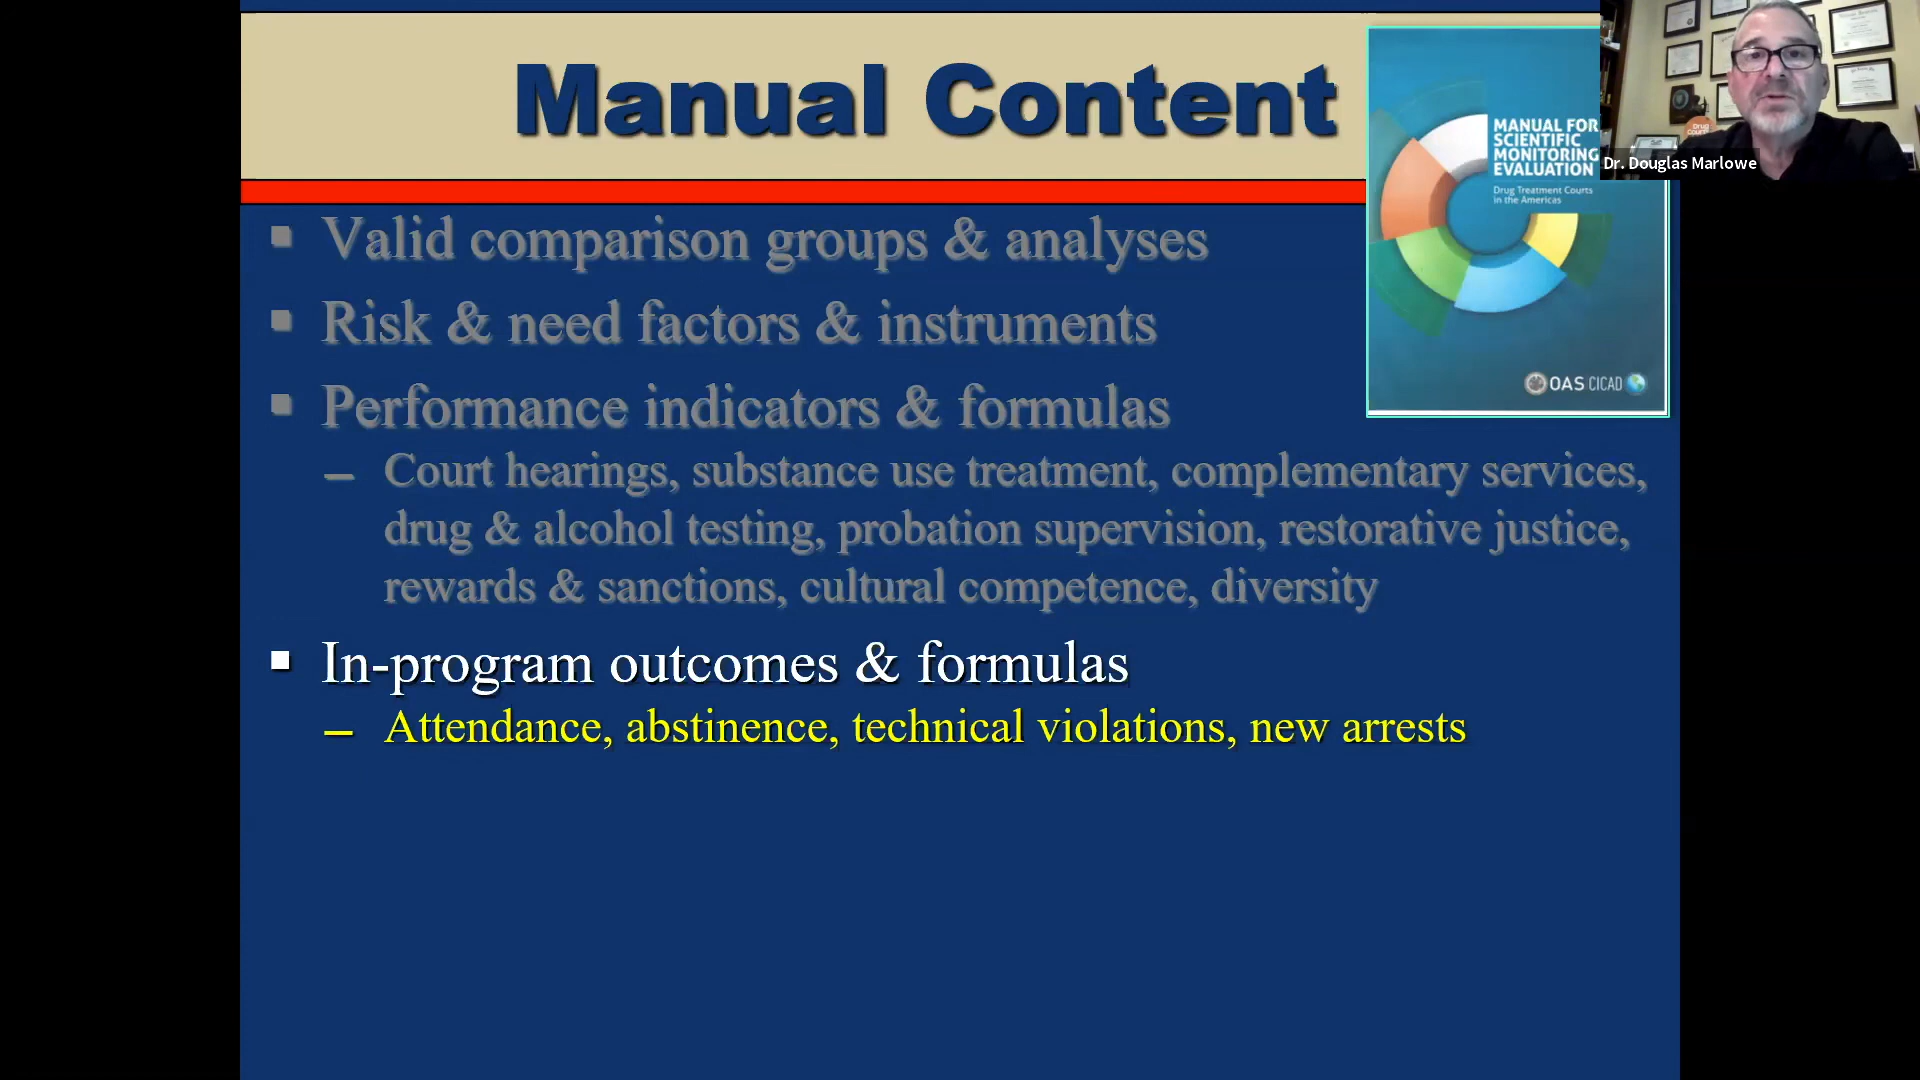 Manual Content
MANUAL FOR
SCIENTIFIC
MONITORING
EVALUATION
Drug Treatment Courts
in the Americas
OAS CICAD
Dr. Douglas Marlowe
▪ Valid comparison groups & analyses
▪ Risk & need factors & instruments
▪ Performance indicators & formulas
– Court hearings, substance use treatment, complementary services,
drug & alcohol testing, probation supervision, restorative justice,
rewards & sanctions, cultural competence, diversity
▪ In-program outcomes & formulas
– Attendance, abstinence, technical violations, new arrests